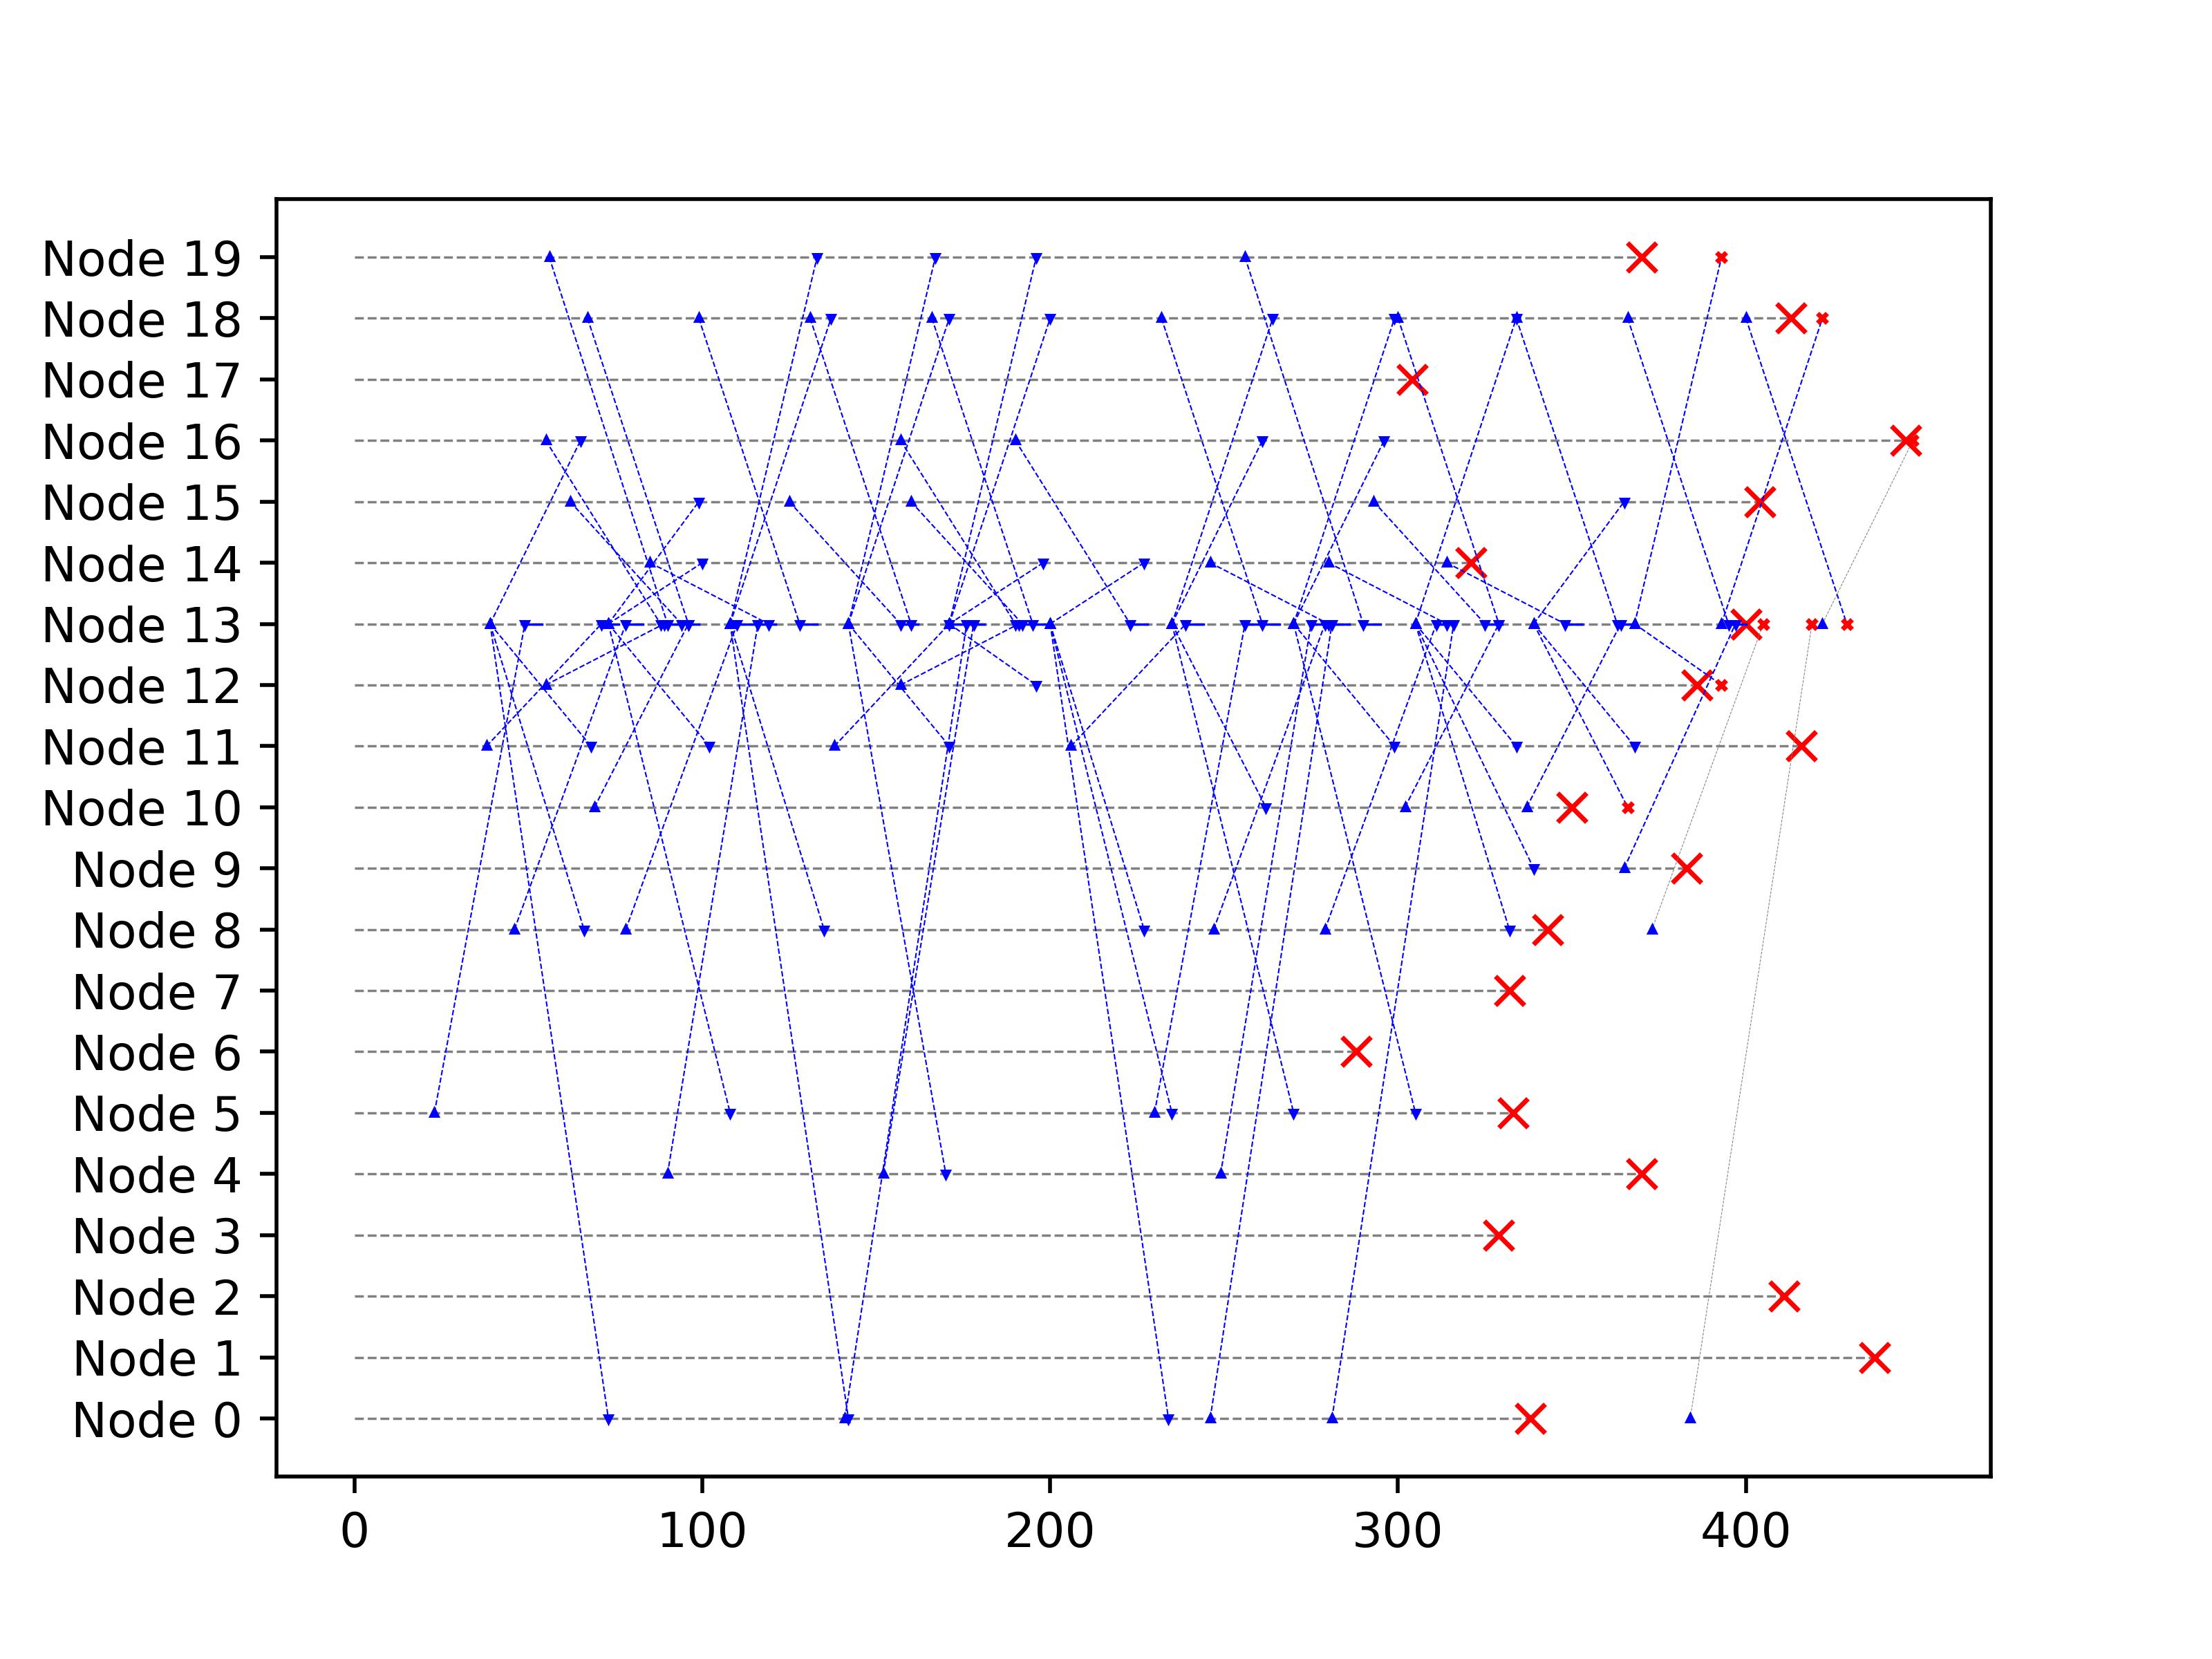 Node 19
Node 18
Node 17
Node 16
Node 15
Node 14
Node 13
Node 12
Node 11
Node 10
Node 9
Node 8
Node 7
Node 6
Node 5
Node 4
Node 3
Node 2
Node 1
Node 0
0 100 200 300 400